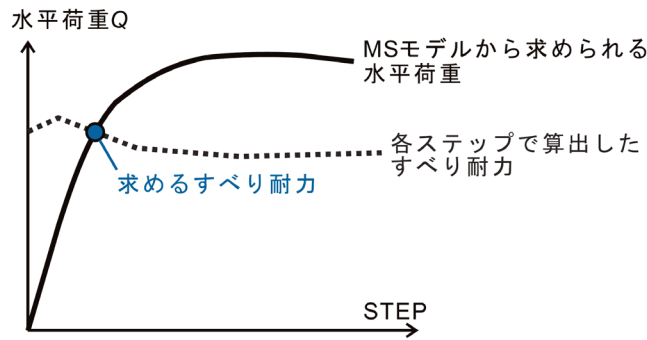 水平荷重Q
MSモデルから求められる
水平荷重
各ステップで算出した
すべり耐力
求めるすべり耐力
STEP